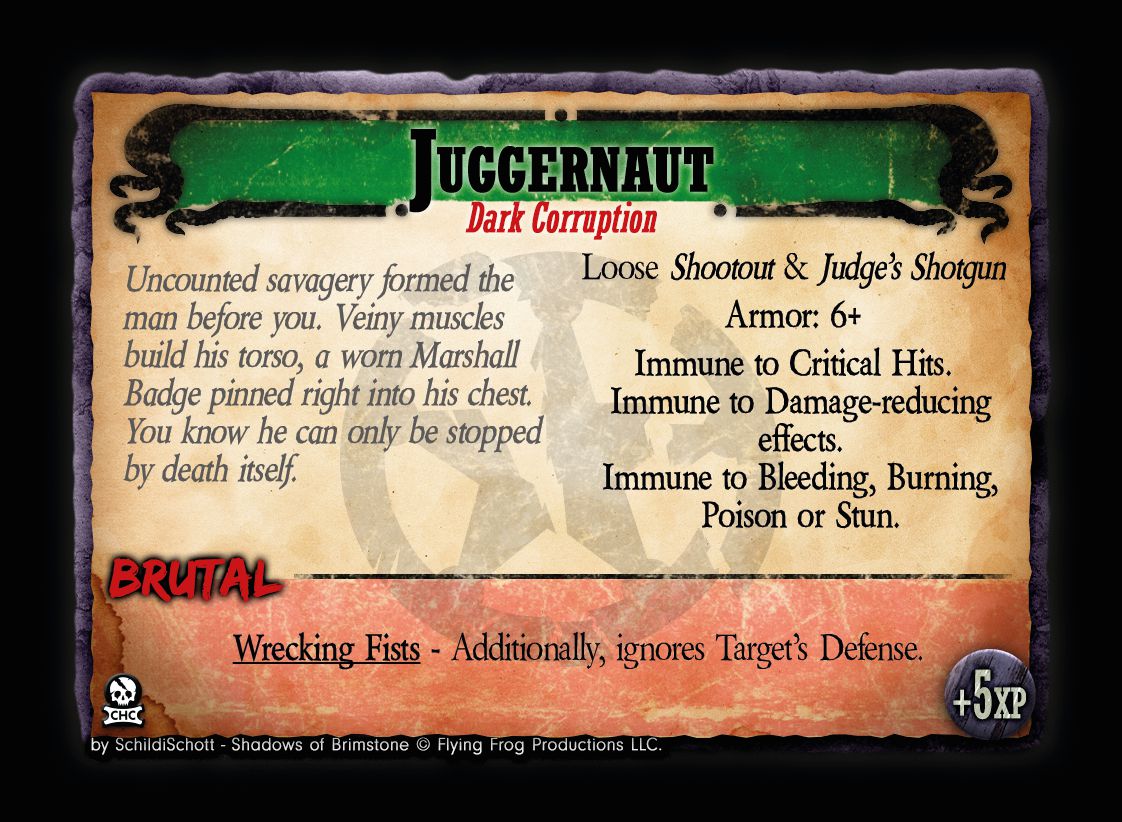 JUGGERNAUT
Dark Corruption
Uncounted savagery formed the
man before you. Veiny muscles
build his torso, a worn Marshall
Badge pinned right into his chest.
You know he can only be stopped
by death itself.
Loose Shootout & Judge's Shotgun
Armor: 6+
Immune to Critical Hits.
Immune to Damage-reducing
effects.
Immune to Bleeding, Burning,
Poison or Stun.
BRUTAL
Wrecking Fists - Additionally, ignores Target's Defense.
CHC
+5XP
by SchildiSchott - Shadows of Brimstone © Flying Frog Productions LLC.